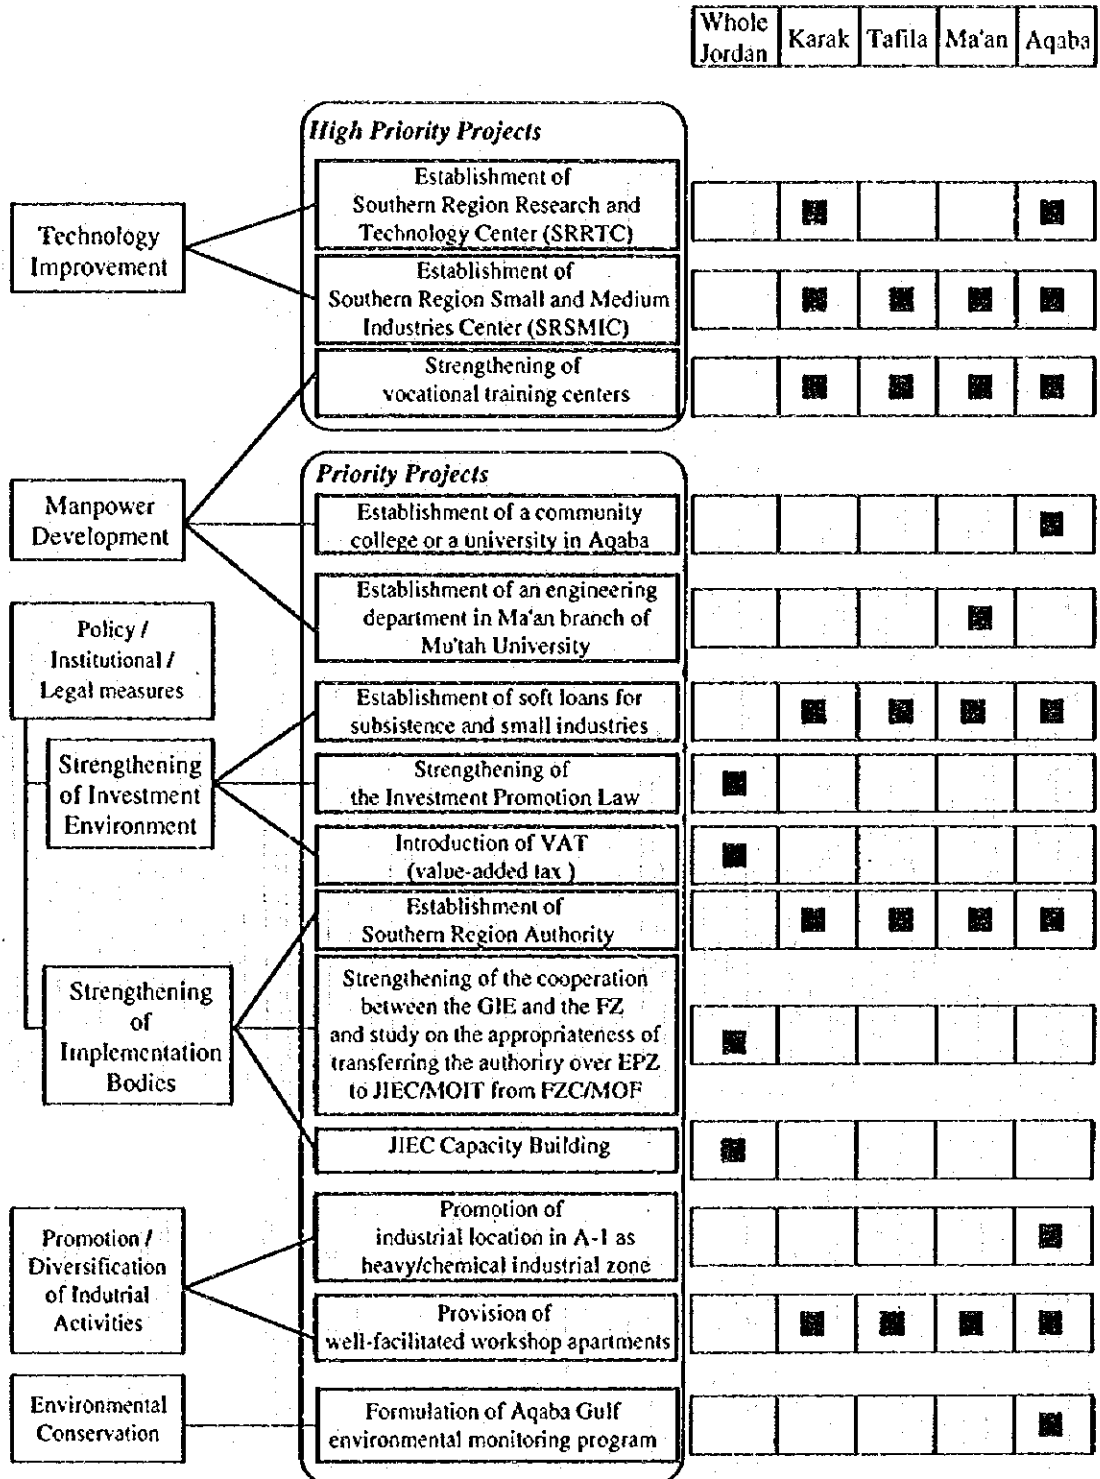 Whole
Jordan
Karak
Tafila
Ma'an
Aqaba
High Priority Projects
Technology
Improvement
Establishment of
Southern Region Research and
Technology Center (SRRTC)
Establishment of
Southern Region Small and Medium
Industries Center (SRSMIC)
Strengthening of
vocational training centers
Priority Projects
Manpower
Development
Establishment of a community
college or a university in Aqaba
Establishment of an engineering
department in Ma'an branch of
Mu'tah University
Policy /
Institutional /
Legal measures
Establishment of soft loans for
subsistence and small industries
Strengthening
of Investment
Environment
Strengthening of
the Investment Promotion Law
Introduction of VAT
(value-added tax )
Establishment of
Southern Region Authority
Strengthening
of
Implementation
Bodies
Strengthening of the cooperation
between the GIE and the FZ
and study on the appropriateness of
transferring the authoriry over EPZ
to JIEC/MOIT from FZC/MOF
JIEC Capacity Building
Promotion /
Diversification
of Indutrial
Activities
Promotion of
industrial location in A-1 as
heavy/chemical industrial zone
Provision of
well-facilitated workshop apartments
Environmental
Conservation
Formulation of Aqaba Gulf
environmental monitoring program